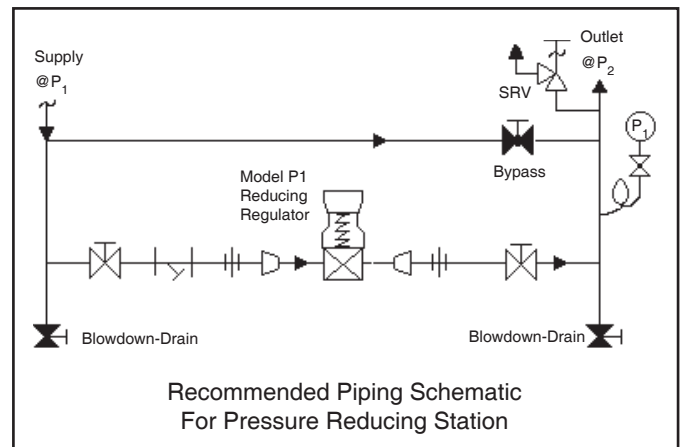 Supply
@P₁
Outlet
@P₂
SRV
P₁
Bypass
Model P1
Reducing
Regulator
Blowdown-Drain
Blowdown-Drain
Recommended Piping Schematic
For Pressure Reducing Station